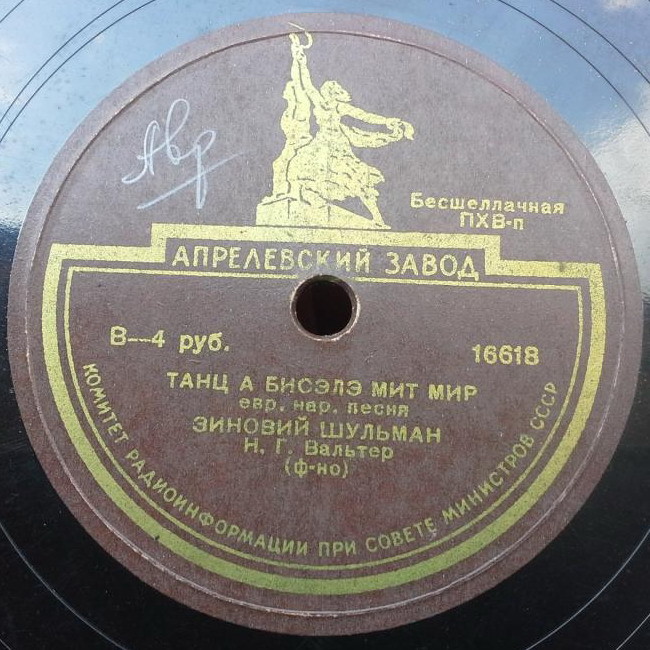 Авр
Бесшеллачная
ПХВ-п
АПРЕЛЕВСКИЙ ЗАВОД
В—4 руб.
16618
ТАНЦ А БИСЭЛЭ МИТ МИР
евр. нар. песня
ЗИНОВИЙ ШУЛЬМАН
Н. Г. Вальтер
(ф-но)
КОМИТЕТ РАДИОИНФОРМАЦИИ ПРИ СОВЕТЕ МИНИСТРОВ СССР